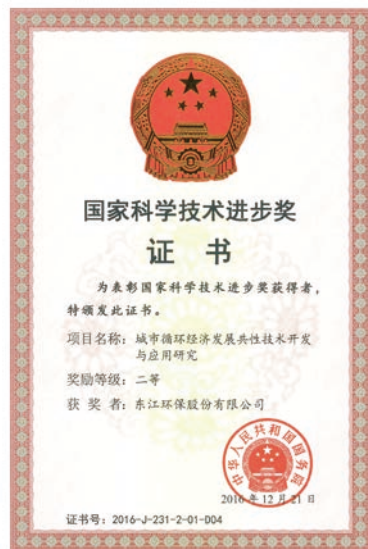 国家科学技术进步奖
证书
为表彰国家科学技术进步奖获得者，
特颁发此证书。
项目名称：城市循环经济发展共性技术开发
与应用研究
奖励等级：二等
获奖者：东江环保股份有限公司
中华人民共和国国务院
2016年12月21日
证书号：2016-J-231-2-01-D04